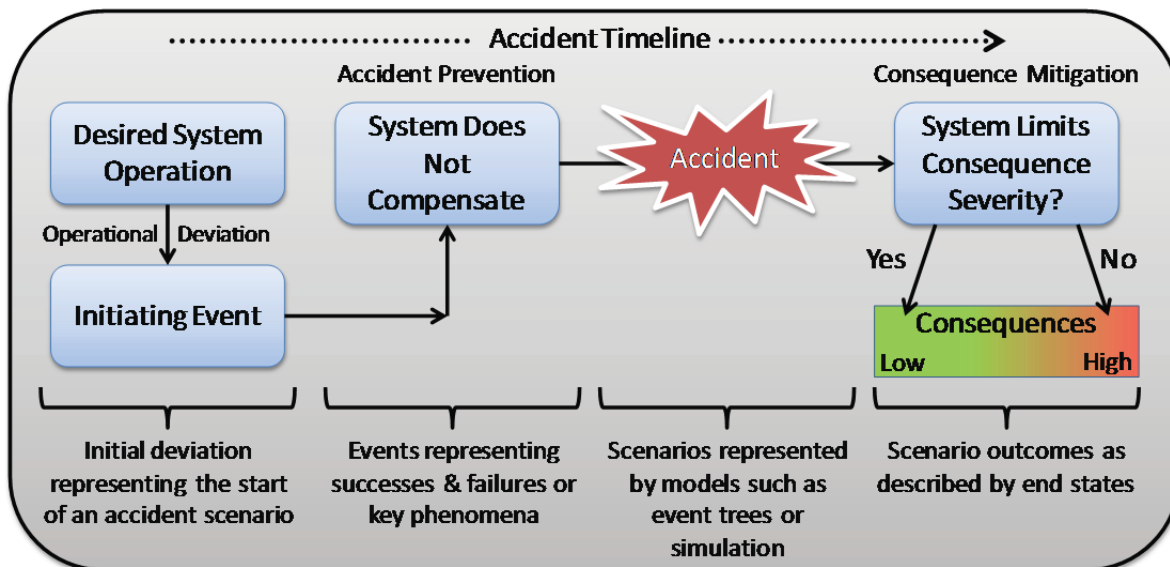 Accident Timeline
Accident Prevention
Consequence Mitigation
Desired System
Operation
Operational Deviation
Initiating Event
System Does
Not
Compensate
Accident
System Limits
Consequence
Severity?
Yes
No
Consequences
Low
High
Initial deviation
representing the start
of an accident scenario
Events representing
successes & failures or
key phenomena
Scenarios represented
by models such as
event trees or
simulation
Scenario outcomes as
described by end states